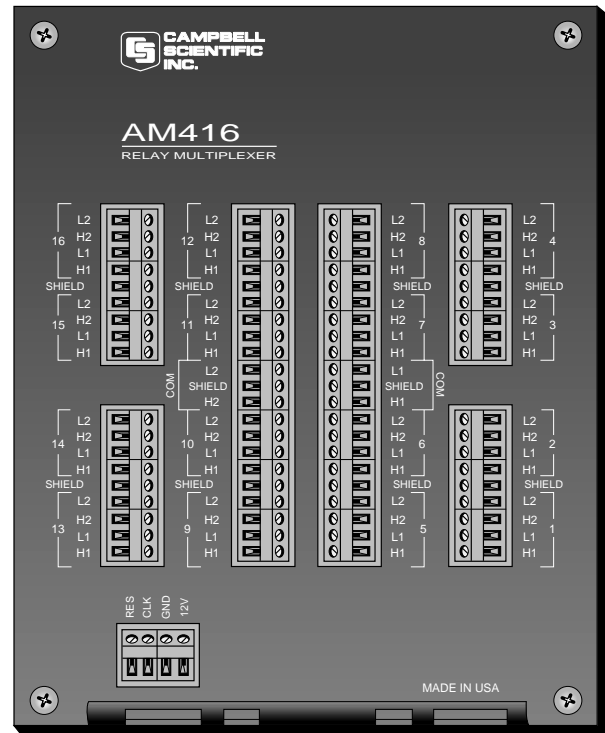 CAMPBELL
SCIENTIFIC
INC.
AM416
RELAY MULTIPLEXER
L2 L2 L2 L2
H2 H2 H2 H2
16 12 8 4
L1 L1 L1 L1
H1 H1 H1 H1
SHIELD SHIELD SHIELD SHIELD
L2 L2 L2 L2
H2 H2 H2 H2
15 11 7 3
L1 L1 L1 L1
H1 H1 H1 H1
L2 L1
COM SHIELD SHIELD COM
H2 H1
L2 L2 L2 L2
H2 H2 H2 H2
14 10 6 2
L1 L1 L1 L1
H1 H1 H1 H1
SHIELD SHIELD SHIELD SHIELD
L2 L2 L2 L2
H2 H2 H2 H2
13 9 5 1
L1 L1 L1 L1
H1 H1 H1 H1
RES CLK GND 12V
MADE IN USA